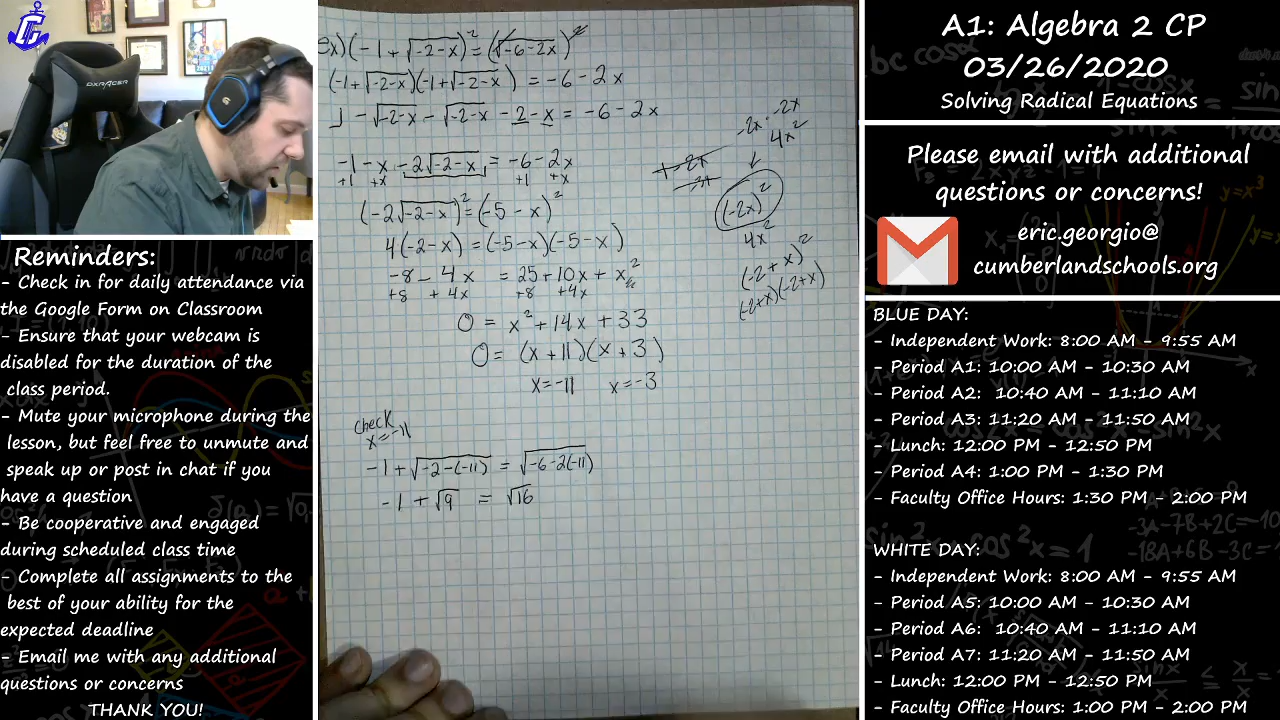 Reminders:
- Check in for daily attendance via
the Google Form on Classroom
- Ensure that your webcam is
disabled for the duration of the
class period.
- Mute your microphone during the
lesson, but feel free to unmute and
speak up or post in chat if you
have a question
- Be cooperative and engaged
during scheduled class time
- Complete all assignments to the
best of your ability for the
expected deadline
- Email me with any additional
questions or concerns
THANK YOU!
x) (-1 + √(-2-x))² = (√(-6-2x))²
(-1+√(-2-x))(-1+√(-2-x)) = -6-2x
1 - √(-2-x) - √(-2-x) - 2 - x = -6-2x
-1 - x - 2√(-2-x) = -6-2x
+1 +x +1 +x
(-2√(-2-x))² = (-5-x)²
4(-2-x) = (-5-x)(-5-x)
-8 - 4x = 25+10x+x²
+8 +4x +8 +4x
0 = x²+14x+33
0 = (x+11)(x+3)
x=-11 x=-3
check
x=-11
-1+√(-2-(-11)) = √(-6-2(-11))
-1 + √9 = √16
-2x · -2x
4x²
(-2x)²
4x²
(-2+x)²
(-2+x)(-2+x)
A1: Algebra 2 CP
03/26/2020
Solving Radical Equations
Please email with additional
questions or concerns!
eric.georgio@
cumberlandschools.org
BLUE DAY:
- Independent Work: 8:00 AM - 9:55 AM
- Period A1: 10:00 AM - 10:30 AM
- Period A2: 10:40 AM - 11:10 AM
- Period A3: 11:20 AM - 11:50 AM
- Lunch: 12:00 PM - 12:50 PM
- Period A4: 1:00 PM - 1:30 PM
- Faculty Office Hours: 1:30 PM - 2:00 PM
WHITE DAY:
- Independent Work: 8:00 AM - 9:55 AM
- Period A5: 10:00 AM - 10:30 AM
- Period A6: 10:40 AM - 11:10 AM
- Period A7: 11:20 AM - 11:50 AM
- Lunch: 12:00 PM - 12:50 PM
- Faculty Office Hours: 1:00 PM - 2:00 PM
DXRACER